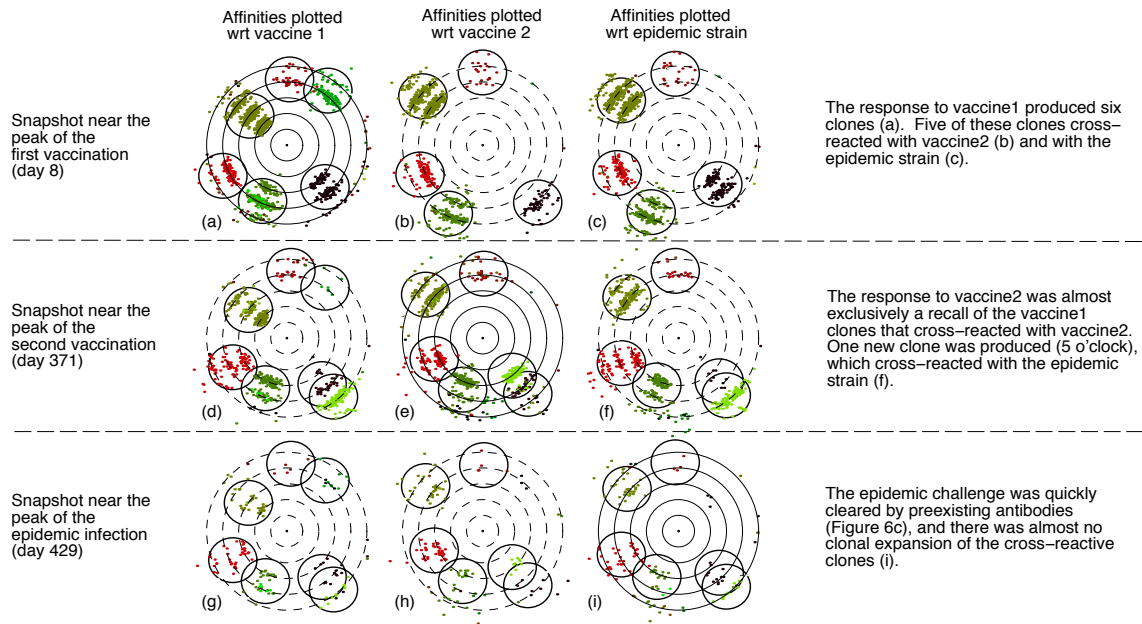 Affinities plotted
wrt vaccine 1
Affinities plotted
wrt vaccine 2
Affinities plotted
wrt epidemic strain
Snapshot near the
peak of the
first vaccination
(day 8)
(a)
(b)
(c)
The response to vaccine1 produced six
clones (a). Five of these clones cross−
reacted with vaccine2 (b) and with the
epidemic strain (c).
Snapshot near the
peak of the
second vaccination
(day 371)
(d)
(e)
(f)
The response to vaccine2 was almost
exclusively a recall of the vaccine1
clones that cross−reacted with vaccine2.
One new clone was produced (5 o'clock),
which cross−reacted with the epidemic
strain (f).
Snapshot near the
peak of the
epidemic infection
(day 429)
(g)
(h)
(i)
The epidemic challenge was quickly
cleared by preexisting antibodies
(Figure 6c), and there was almost no
clonal expansion of the cross−reactive
clones (i).